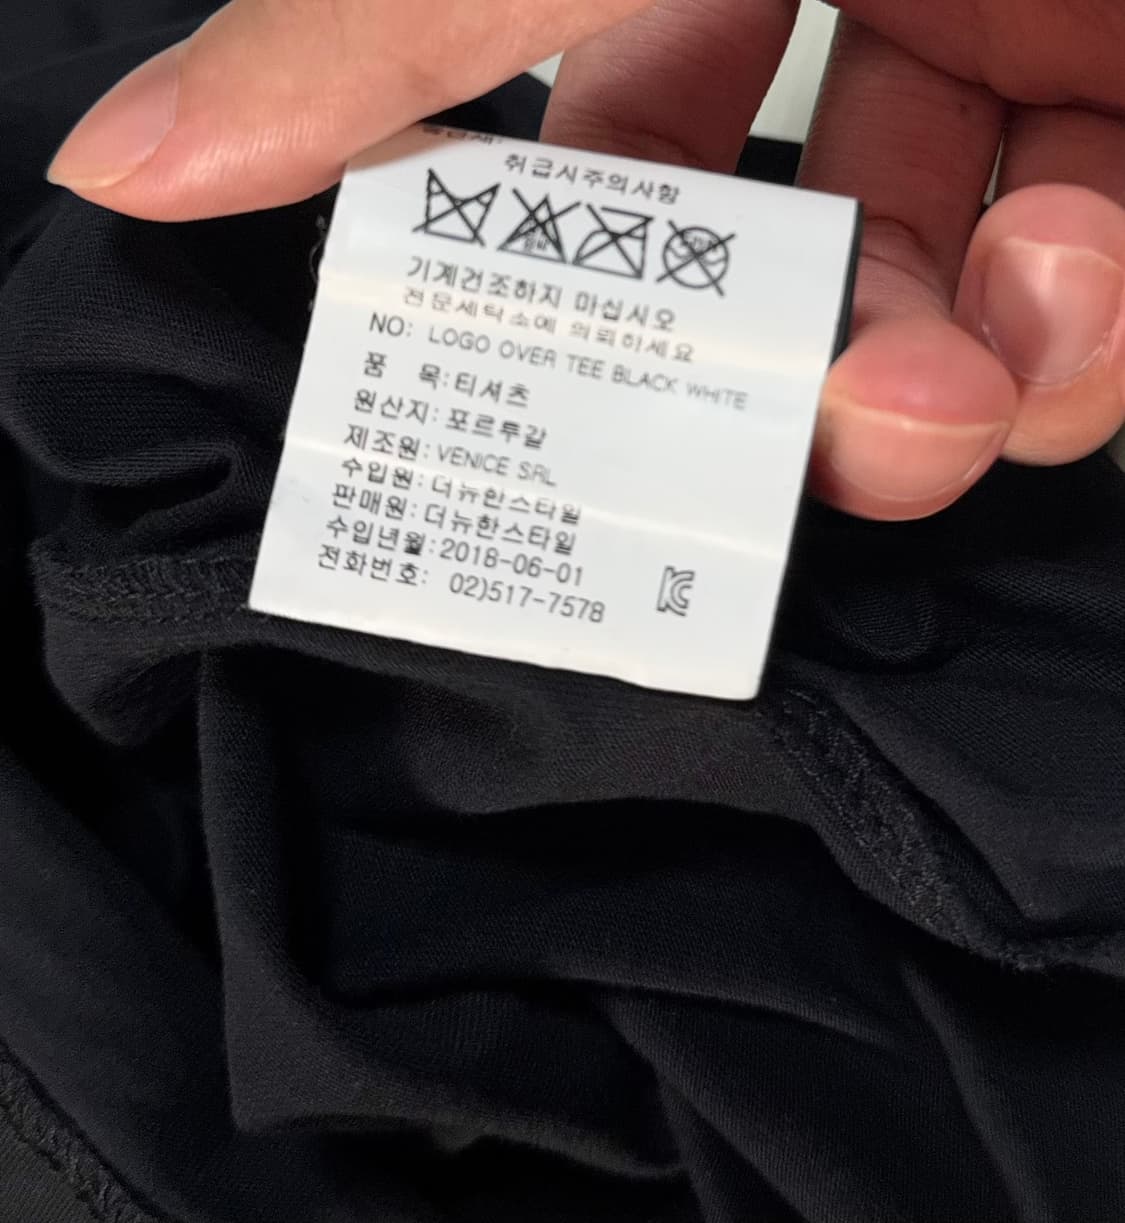 취급시주의사항
기계건조하지 마십시오
전문세탁소에 의뢰하세요
NO: LOGO OVER TEE BLACK WHITE
품 목: 티셔츠
원산지: 포르투갈
제조원: VENICE SRL
수입원: 더뉴한스타일
판매원: 더뉴한스타일
수입년월: 2018-06-01
전화번호: 02)517-7578